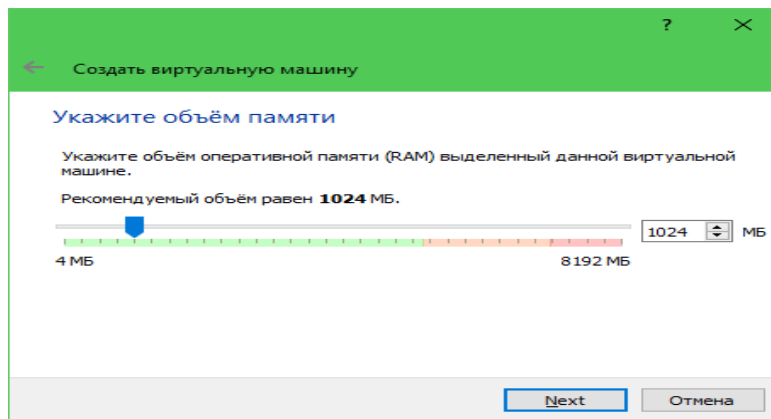 ?
Создать виртуальную машину
Укажите объём памяти
Укажите объём оперативной памяти (RAM) выделенный данной виртуальной
машине.
Рекомендуемый объём равен 1024 МБ.
1024 МБ
4 МБ 8192 МБ
Next Отмена